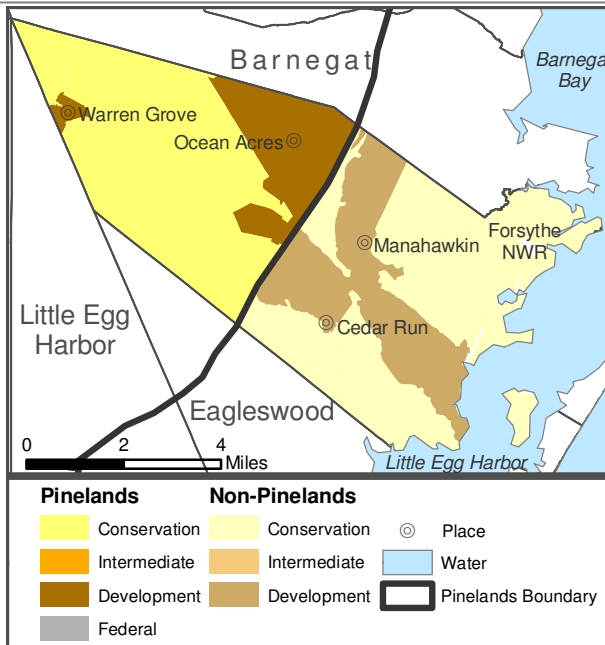 Barnegat
Barnegat
Bay
Warren Grove
Ocean Acres
Forsythe
NWR
Manahawkin
Little Egg
Harbor
Cedar Run
Eagleswood
0 2 4
Miles
Little Egg Harbor
Pinelands Non-Pinelands
Conservation Conservation Place
Intermediate Intermediate Water
Development Development Pinelands Boundary
Federal